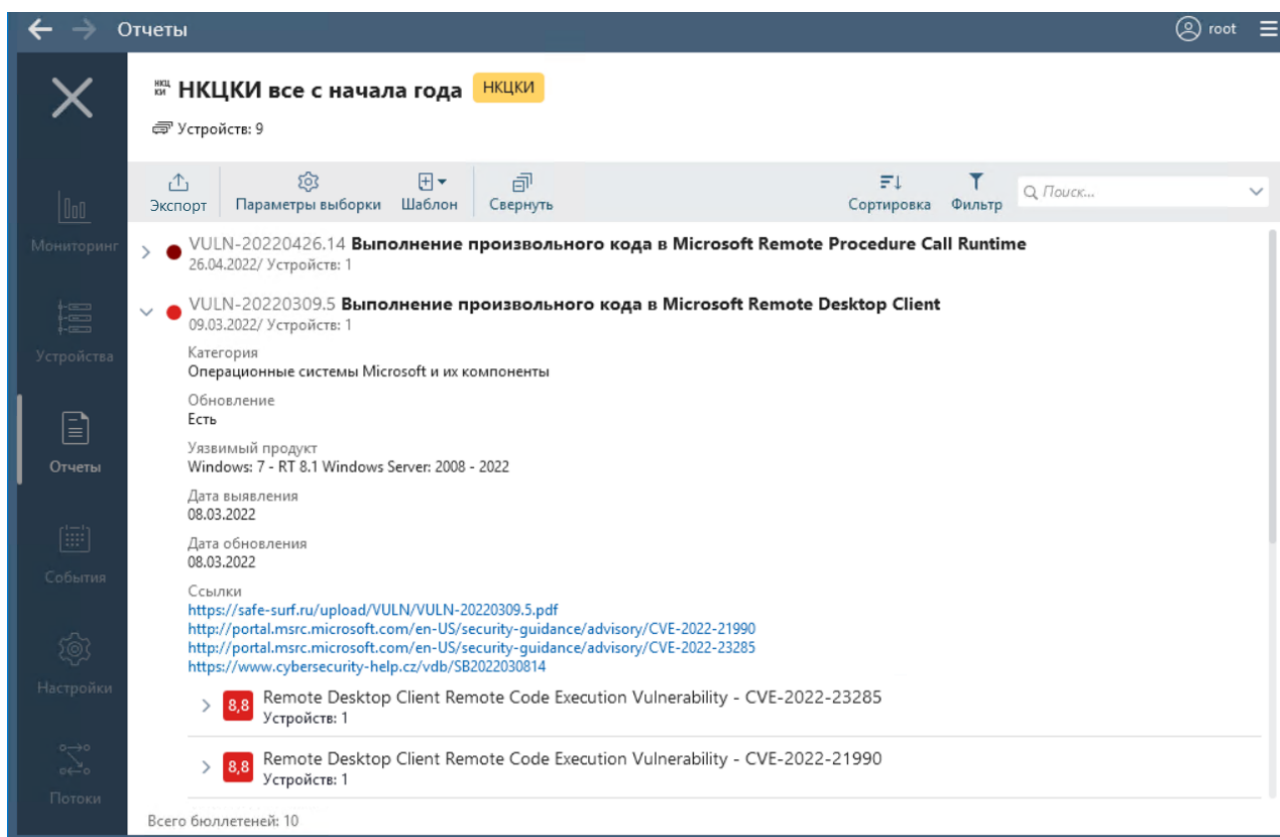 Отчеты
root
НКЦ КИ
НКЦКИ все с начала года
НКЦКИ
Устройств: 9
Экспорт
Параметры выборки
Шаблон
Свернуть
Сортировка
Фильтр
Поиск...
Мониторинг
Устройства
Отчеты
События
Настройки
Потоки
VULN-20220426.14 Выполнение произвольного кода в Microsoft Remote Procedure Call Runtime
26.04.2022/ Устройств: 1
VULN-20220309.5 Выполнение произвольного кода в Microsoft Remote Desktop Client
09.03.2022/ Устройств: 1
Категория
Операционные системы Microsoft и их компоненты
Обновление
Есть
Уязвимый продукт
Windows: 7 - RT 8.1 Windows Server: 2008 - 2022
Дата выявления
08.03.2022
Дата обновления
08.03.2022
Ссылки
https://safe-surf.ru/upload/VULN/VULN-20220309.5.pdf
http://portal.msrc.microsoft.com/en-US/security-guidance/advisory/CVE-2022-21990
http://portal.msrc.microsoft.com/en-US/security-guidance/advisory/CVE-2022-23285
https://www.cybersecurity-help.cz/vdb/SB2022030814
8,8 Remote Desktop Client Remote Code Execution Vulnerability - CVE-2022-23285
Устройств: 1
8,8 Remote Desktop Client Remote Code Execution Vulnerability - CVE-2022-21990
Устройств: 1
Всего бюллетеней: 10